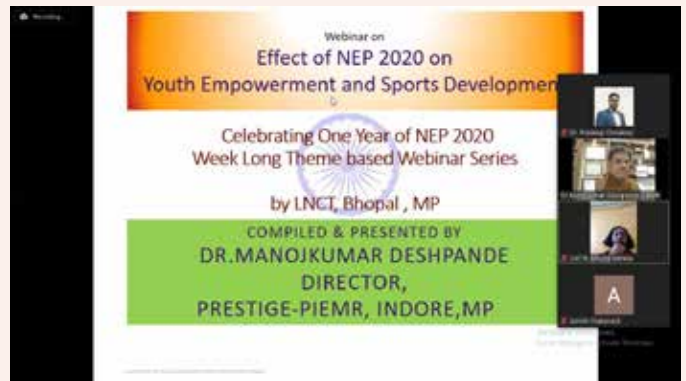 Webinar on
Effect of NEP 2020 on
Youth Empowerment and Sports Developmen
Celebrating One Year of NEP 2020
Week Long Theme based Webinar Series
by LNCT, Bhopal , MP
COMPILED & PRESENTED BY
DR.MANOJKUMAR DESHPANDE
DIRECTOR,
PRESTIGE-PIEMR, INDORE,MP
A